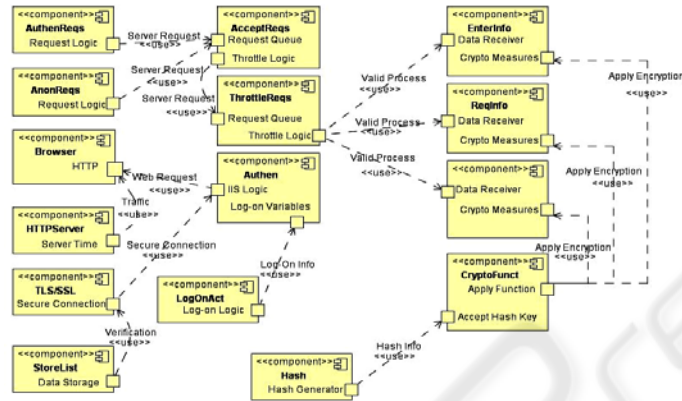 <<component>>
AuthenReqs
Request Logic
Server Request
<<use>>
<<component>>
AcceptReqs
Request Queue
Throttle Logic
<<component>>
EnterInfo
Data Receiver
Crypto Measures
<<component>>
AnonReqs
Request Logic
Server Request
<<use>>
Server Request
<<use>>
<<component>>
ThrottleReqs
Request Queue
Throttle Logic
Valid Process
<<use>>
Apply Encryption
<<use>>
<<component>>
ReqInfo
Data Receiver
Crypto Measures
Valid Process
<<use>>
<<component>>
Browser
HTTP
Web Request
<<use>>
<<component>>
Authen
IIS Logic
Log-on Variables
Valid Process
<<use>>
<<component>>
Data Receiver
Crypto Measures
Apply Encryption
<<use>>
Traffic
<<use>>
<<component>>
HTTPServer
Server Time
Secure Connection
<<use>>
Log-On Info
<<use>>
Apply Encryption
<<use>>
<<component>>
TLS/SSL
Secure Connection
<<component>>
LogOnAct
Log-on Logic
<<component>>
CryptoFunct
Apply Function
Accept Hash Key
Verification
<<use>>
<<component>>
StoreList
Data Storage
Hash Info
<<use>>
<<component>>
Hash
Hash Generator